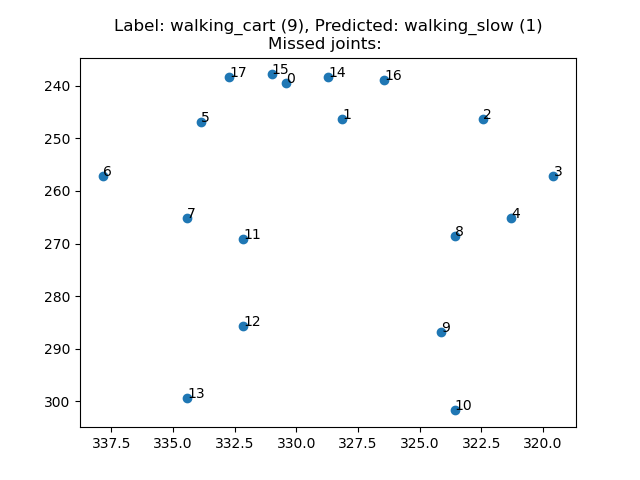 Label: walking_cart (9), Predicted: walking_slow (1)
Missed joints:
17 15 0 14 16
240
5 1 2
250
6 3
260
7 4
11 8
270
280
12 9
290
13 10
300
337.5 335.0 332.5 330.0 327.5 325.0 322.5 320.0